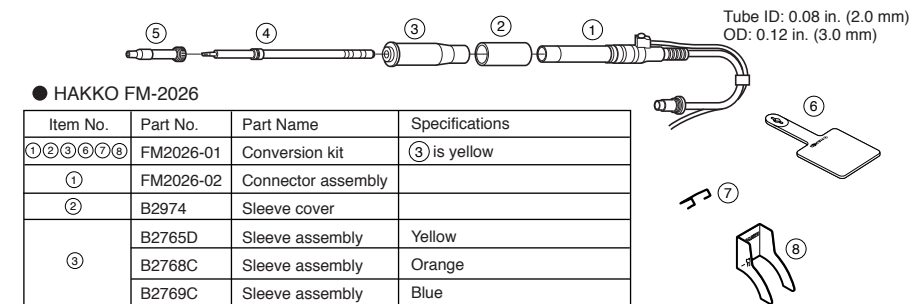 Tube ID: 0.08 in. (2.0 mm)
OD: 0.12 in. (3.0 mm)
⑤ ④ ③ ② ①
⑥
⑦
⑧
● HAKKO FM-2026
Item No. Part No. Part Name Specifications
①②③⑥⑦⑧ FM2026-01 Conversion kit ③ is yellow
① FM2026-02 Connector assembly
② B2974 Sleeve cover
③ B2765D Sleeve assembly Yellow
B2768C Sleeve assembly Orange
B2769C Sleeve assembly Blue